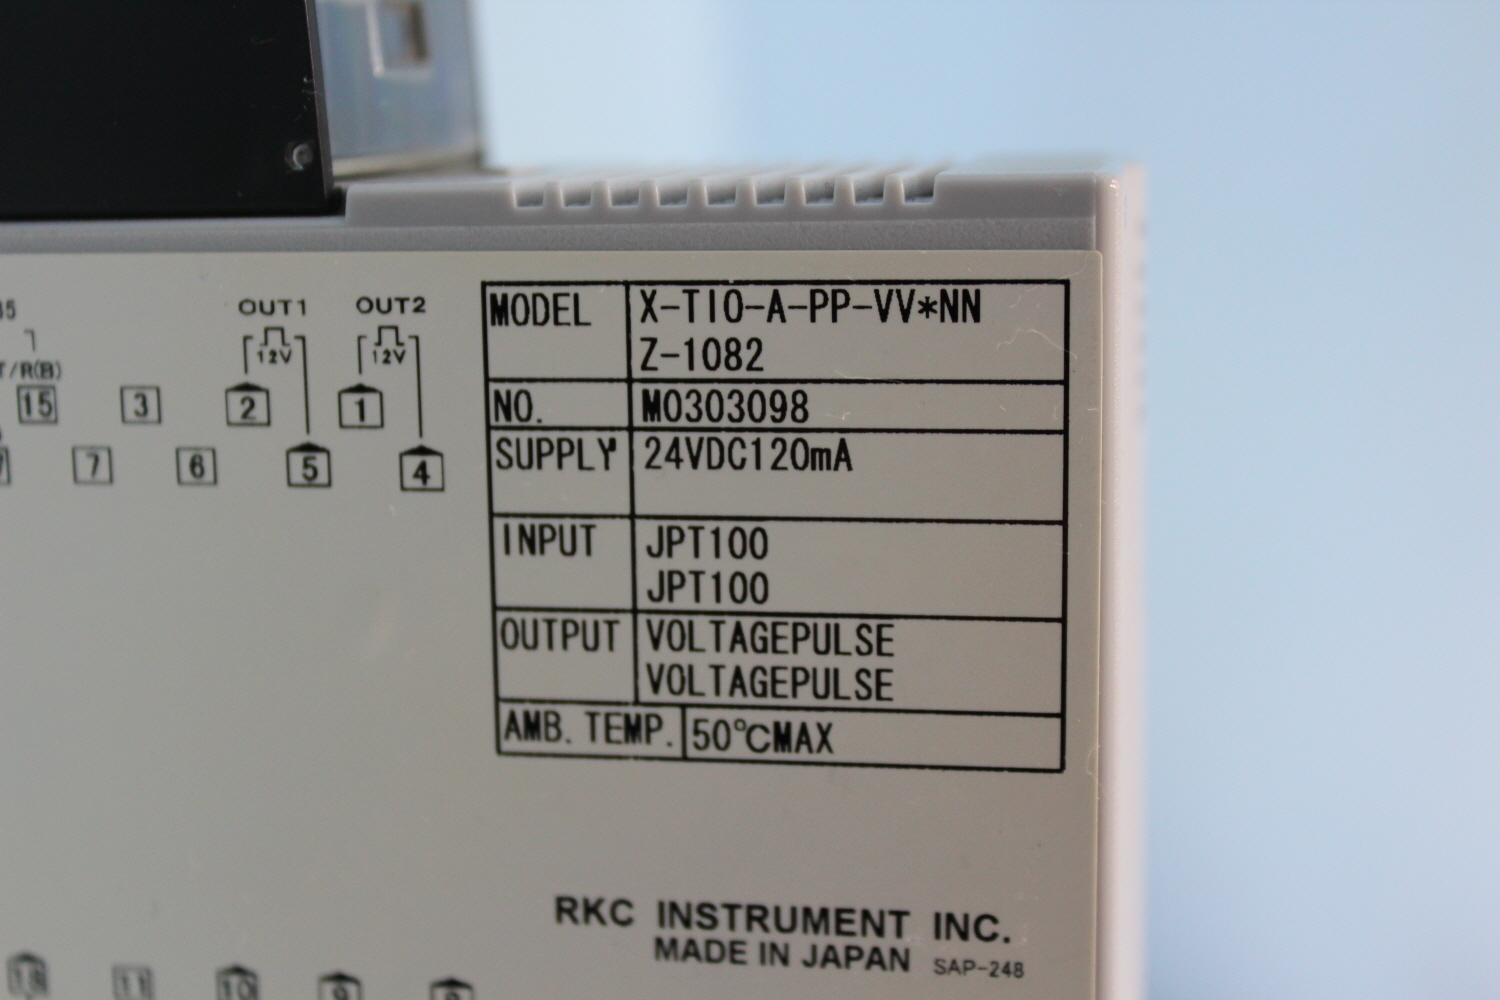 OUT1 OUT2
12V 12V
T/R(B)
15 3 2 1
7 6 5 4
MODEL X-TIO-A-PP-VV*NN
Z-1082
NO. M0303098
SUPPLY 24VDC120mA
INPUT JPT100
JPT100
OUTPUT VOLTAGEPULSE
VOLTAGEPULSE
AMB. TEMP. 50℃MAX
RKC INSTRUMENT INC.
MADE IN JAPAN SAP-248
11 10 9